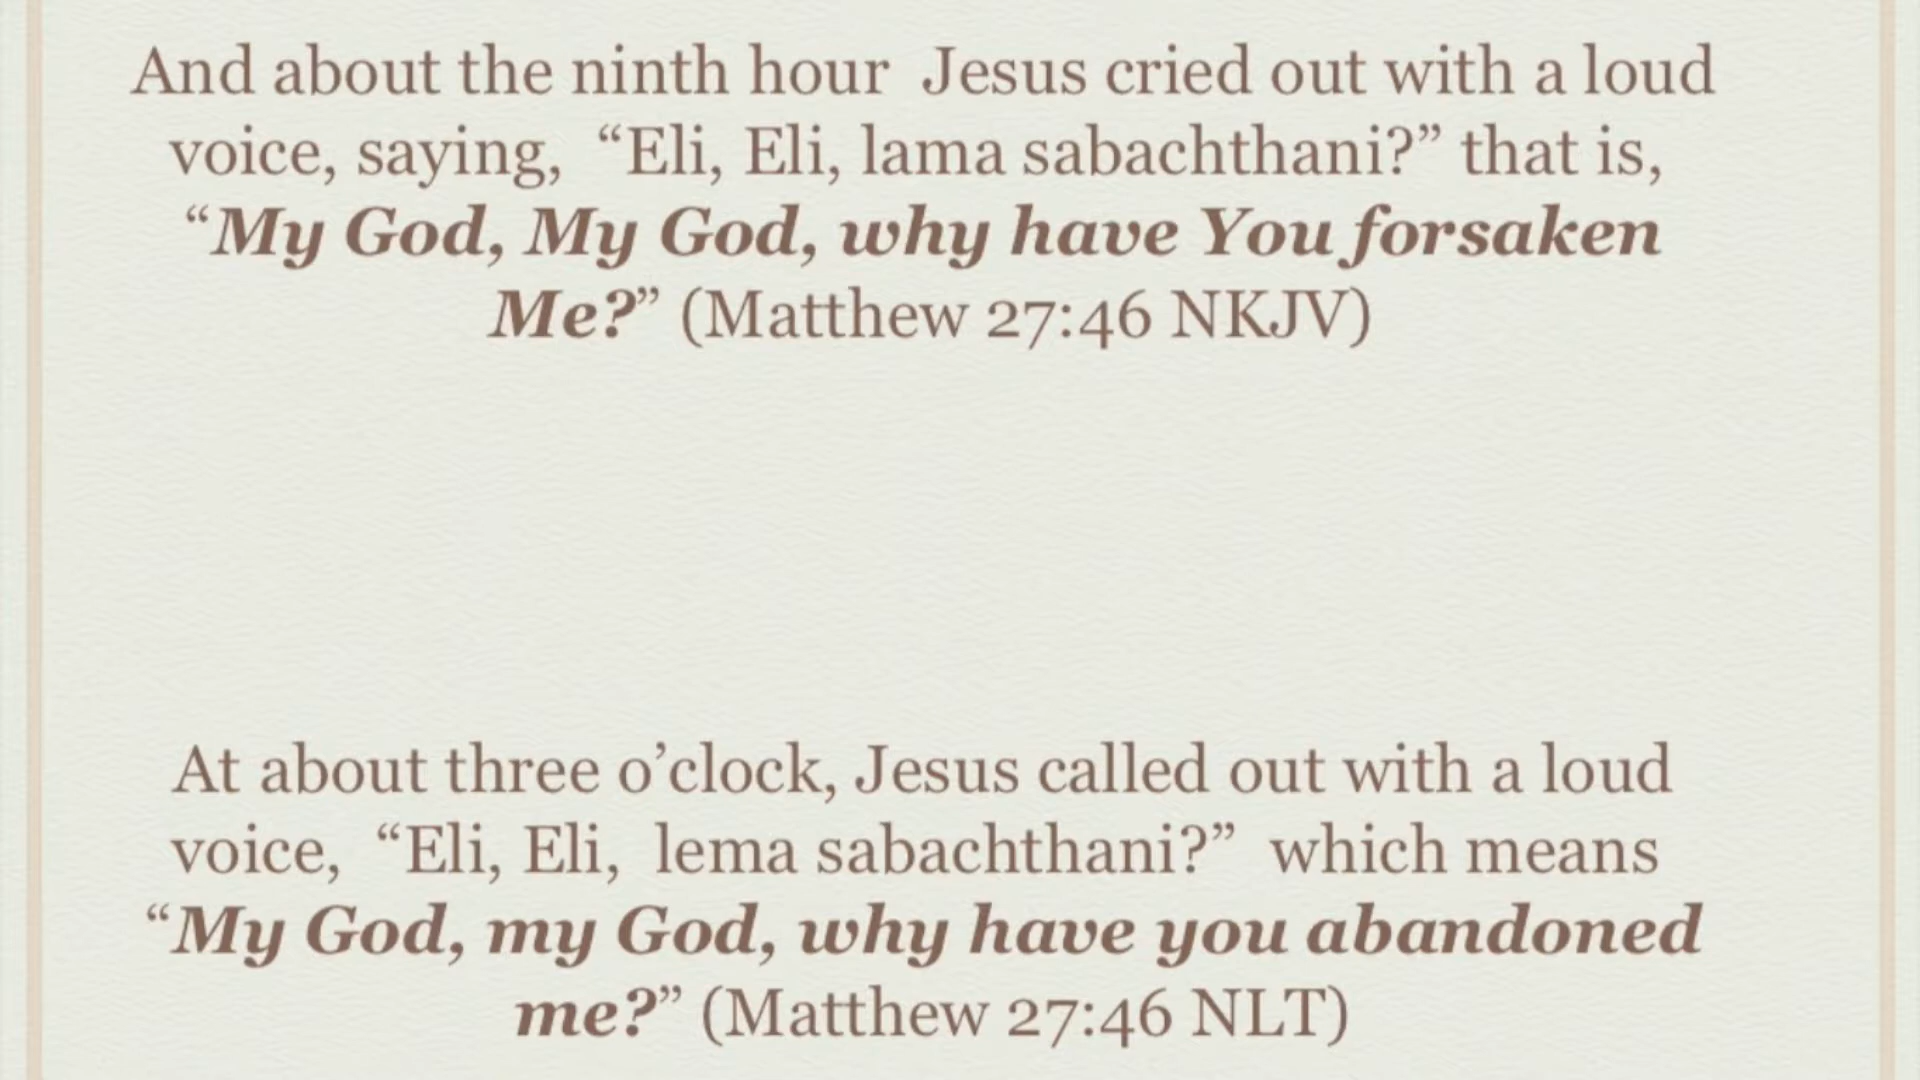 And about the ninth hour  Jesus cried out with a loud
voice, saying,  “Eli, Eli, lama sabachthani?” that is,
“My God, My God, why have You forsaken
Me?” (Matthew 27:46 NKJV)
At about three o’clock, Jesus called out with a loud
voice,  “Eli, Eli,  lema sabachthani?”  which means
“My God, my God, why have you abandoned
me?” (Matthew 27:46 NLT)